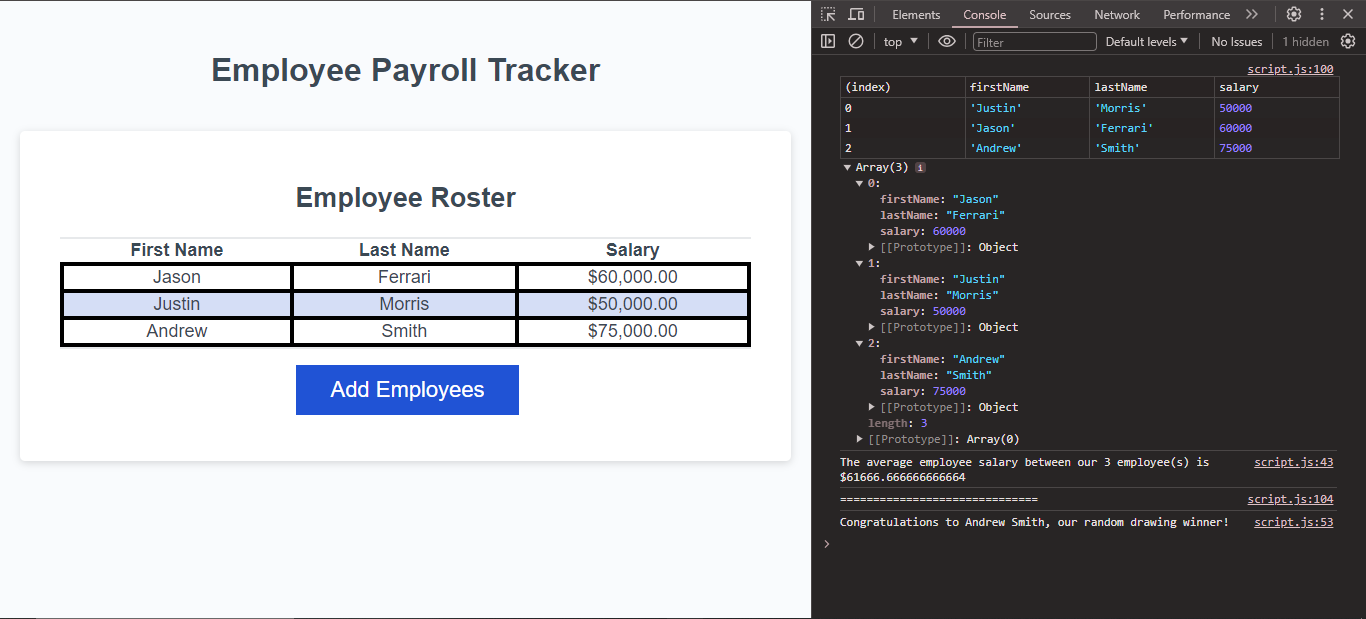 Employee Payroll Tracker
Employee Roster
First Name Last Name Salary
Jason Ferrari $60,000.00
Justin Morris $50,000.00
Andrew Smith $75,000.00
Add Employees
Elements Console Sources Network Performance
top Filter Default levels No Issues 1 hidden
script.js:100
(index) firstName lastName salary
0 'Justin' 'Morris' 50000
1 'Jason' 'Ferrari' 60000
2 'Andrew' 'Smith' 75000
Array(3) i
0:
firstName: "Jason"
lastName: "Ferrari"
salary: 60000
[[Prototype]]: Object
1:
firstName: "Justin"
lastName: "Morris"
salary: 50000
[[Prototype]]: Object
2:
firstName: "Andrew"
lastName: "Smith"
salary: 75000
[[Prototype]]: Object
length: 3
[[Prototype]]: Array(0)
The average employee salary between our 3 employee(s) is script.js:43
$61666.666666666664
============================== script.js:104
Congratulations to Andrew Smith, our random drawing winner! script.js:53